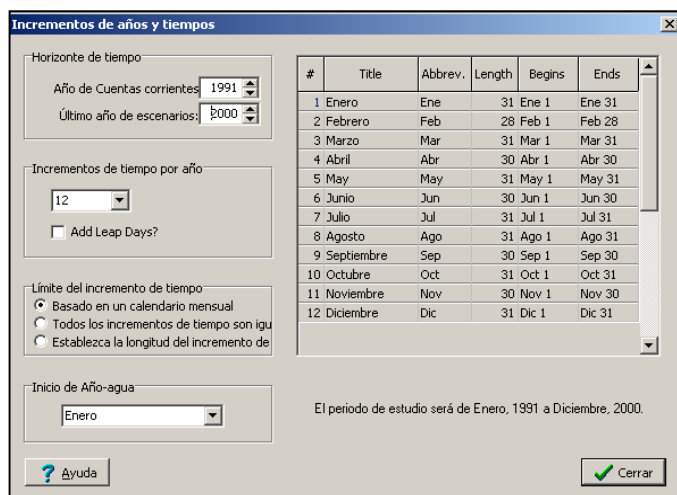 Incrementos de años y tiempos
Horizonte de tiempo
Año de Cuentas corrientes 1991
Último año de escenarios: 2000
Incrementos de tiempo por año
12
Add Leap Days?
Límite del incremento de tiempo
Basado en un calendario mensual
Todos los incrementos de tiempo son igu
Establezca la longitud del incremento de
Inicio de Año-agua
Enero
Ayuda
# Title Abbrev. Length Begins Ends
1 Enero Ene 31 Ene 1 Ene 31
2 Febrero Feb 28 Feb 1 Feb 28
3 Marzo Mar 31 Mar 1 Mar 31
4 Abril Abr 30 Abr 1 Abr 30
5 May May 31 May 1 May 31
6 Junio Jun 30 Jun 1 Jun 30
7 Julio Jul 31 Jul 1 Jul 31
8 Agosto Ago 31 Ago 1 Ago 31
9 Septiembre Sep 30 Sep 1 Sep 30
10 Octubre Oct 31 Oct 1 Oct 31
11 Noviembre Nov 30 Nov 1 Nov 30
12 Diciembre Dic 31 Dic 1 Dic 31
El periodo de estudio será de Enero, 1991 a Diciembre, 2000.
Cerrar